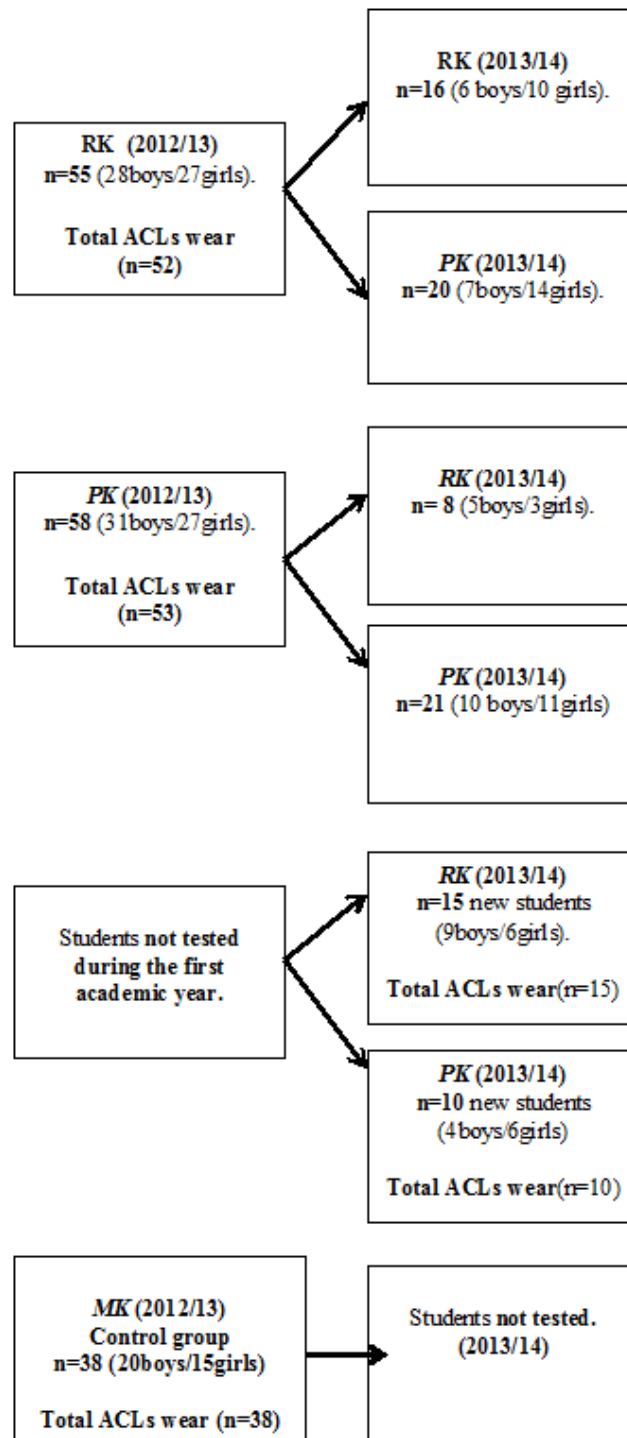 RK (2012/13)
n=55 (28boys/27girls).
Total ACLs wear
(n=52)
RK (2013/14)
n=16 (6 boys/10 girls).
PK (2013/14)
n=20 (7boys/14girls).
PK (2012/13)
n=58 (31boys/27girls).
Total ACLs wear
(n=53)
RK (2013/14)
n= 8 (5boys/3girls).
PK (2013/14)
n=21 (10 boys/11girls)
Students not tested
during the first
academic year.
RK (2013/14)
n=15 new students
(9boys/6girls).
Total ACLs wear(n=15)
PK (2013/14)
n=10 new students
(4boys/6girls)
Total ACLs wear(n=10)
MK (2012/13)
Control group
n=38 (20boys/15girls)
Total ACLs wear (n=38)
Students not tested.
(2013/14)